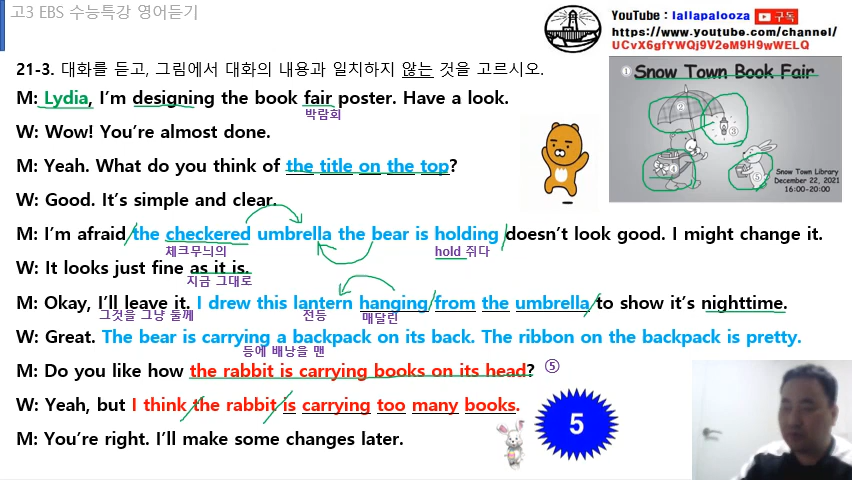 고3 EBS 수능특강 영어듣기
YouTube : lallapalooza 구독
https://www.youtube.com/channel/
UCvX6gfYWQj9V2eM9H9wWELQ
21-3. 대화를 듣고, 그림에서 대화의 내용과 일치하지 않는 것을 고르시오.
① Snow Town Book Fair
②
③
④
⑤
Snow Town Library
December 22, 2021
16:00-20:00
M: Lydia, I'm designing the book fair poster. Have a look.
박람회
W: Wow! You're almost done.
M: Yeah. What do you think of the title on the top?
W: Good. It's simple and clear.
M: I'm afraid the checkered umbrella the bear is holding doesn't look good. I might change it.
체크무늬의 hold 쥐다
W: It looks just fine as it is.
지금 그대로
M: Okay, I'll leave it. I drew this lantern hanging from the umbrella to show it's nighttime.
그것을 그냥 둘께 전등 매달린
W: Great. The bear is carrying a backpack on its back. The ribbon on the backpack is pretty.
등에 배낭을 맨
M: Do you like how the rabbit is carrying books on its head? ⑤
W: Yeah, but I think the rabbit is carrying too many books.
5
M: You're right. I'll make some changes later.